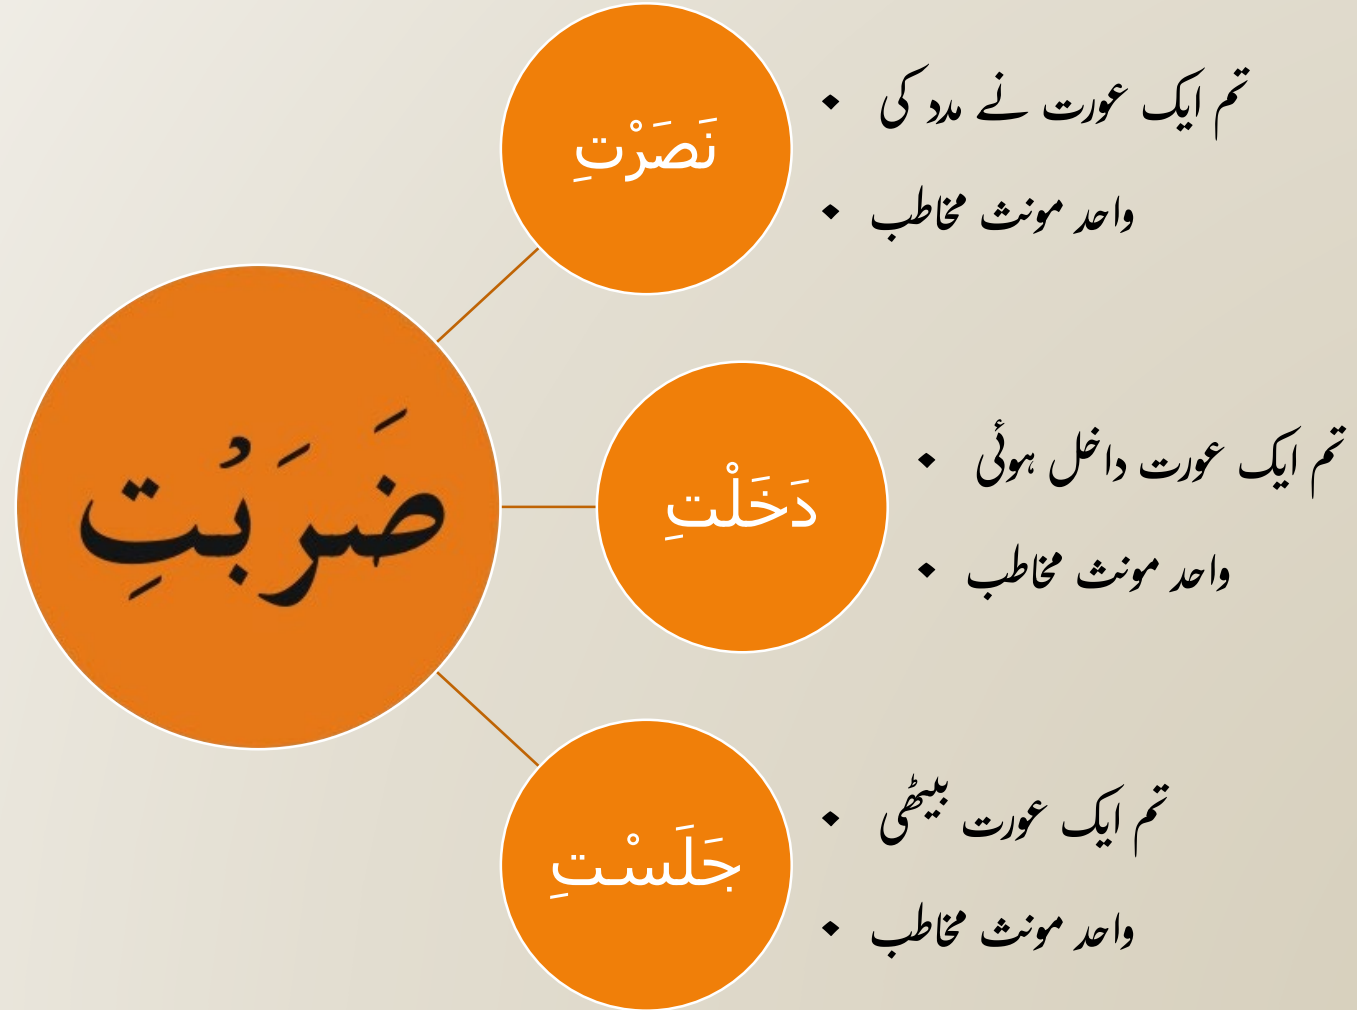 ضَرَبْتِ
نَصَرْتِ
تم ایک عورت نے مدد کی
واحد مونث مخاطب
دَخَلْتِ
تم ایک عورت داخل ہوئی
واحد مونث مخاطب
جَلَسْتِ
تم ایک عورت بیٹھی
واحد مونث مخاطب